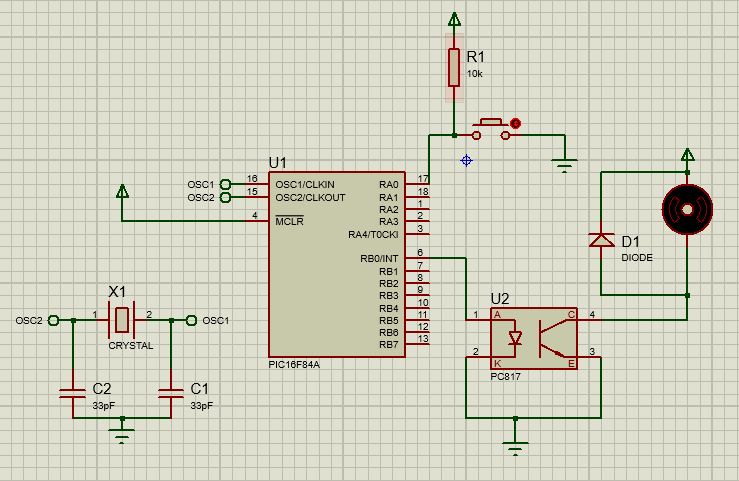 R1
10k
U1
OSC1 16 OSC1/CLKIN RA0 17
OSC2 15 OSC2/CLKOUT RA1 18
RA2 1
4 MCLR RA3 2
RA4/T0CKI 3
RB0/INT 6
RB1 7
RB2 8
RB3 9
RB4 10
RB5 11
RB6 12
RB7 13
PIC16F84A
D1
DIODE
X1
OSC2 1 2 OSC1
CRYSTAL
C2
33pF
C1
33pF
U2
1 A C 4
2 K E 3
PC817